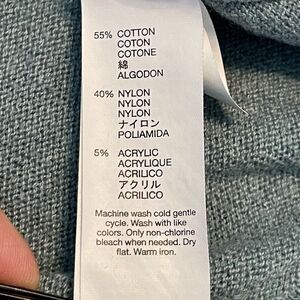 55% COTTON
COTON
COTONE
綿
ALGODON
40% NYLON
NYLON
NYLON
ナイロン
POLIAMIDA
5% ACRYLIC
ACRYLIQUE
ACRILICO
アクリル
ACRILICO
Machine wash cold gentle
cycle. Wash with like
colors. Only non-chlorine
bleach when needed. Dry
flat. Warm iron.